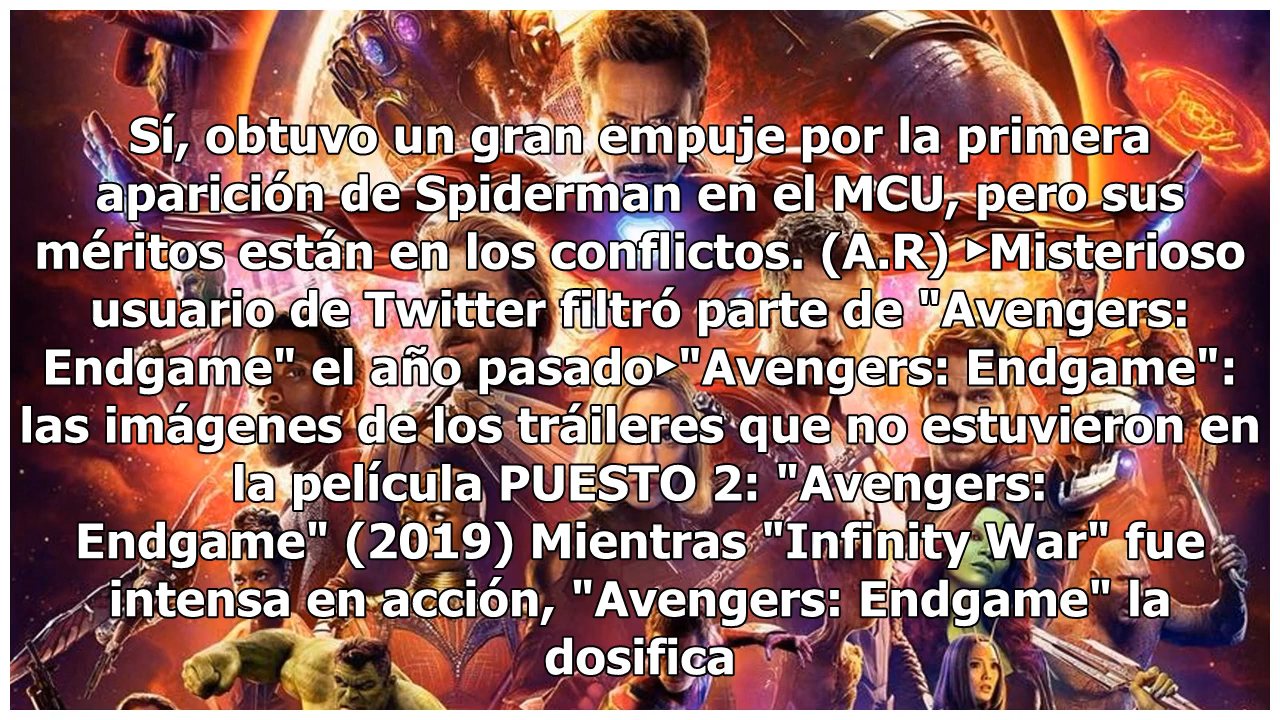 Sí, obtuvo un gran empuje por la primera
aparición de Spiderman en el MCU, pero sus
méritos están en los conflictos. (A.R) ‣Misterioso
usuario de Twitter filtró parte de "Avengers:
Endgame" el año pasado‣"Avengers: Endgame":
las imágenes de los tráileres que no estuvieron en
la película PUESTO 2: "Avengers:
Endgame" (2019) Mientras "Infinity War" fue
intensa en acción, "Avengers: Endgame" la
dosifica